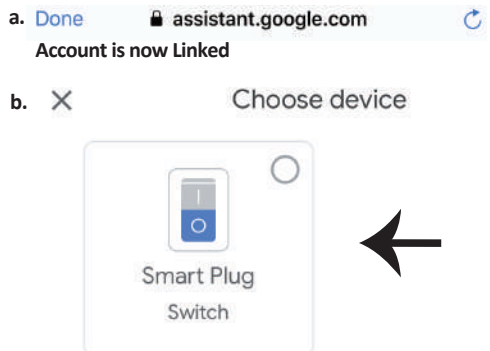 a. Done assistant.google.com
Account is now Linked
b. Choose device
Smart Plug
Switch